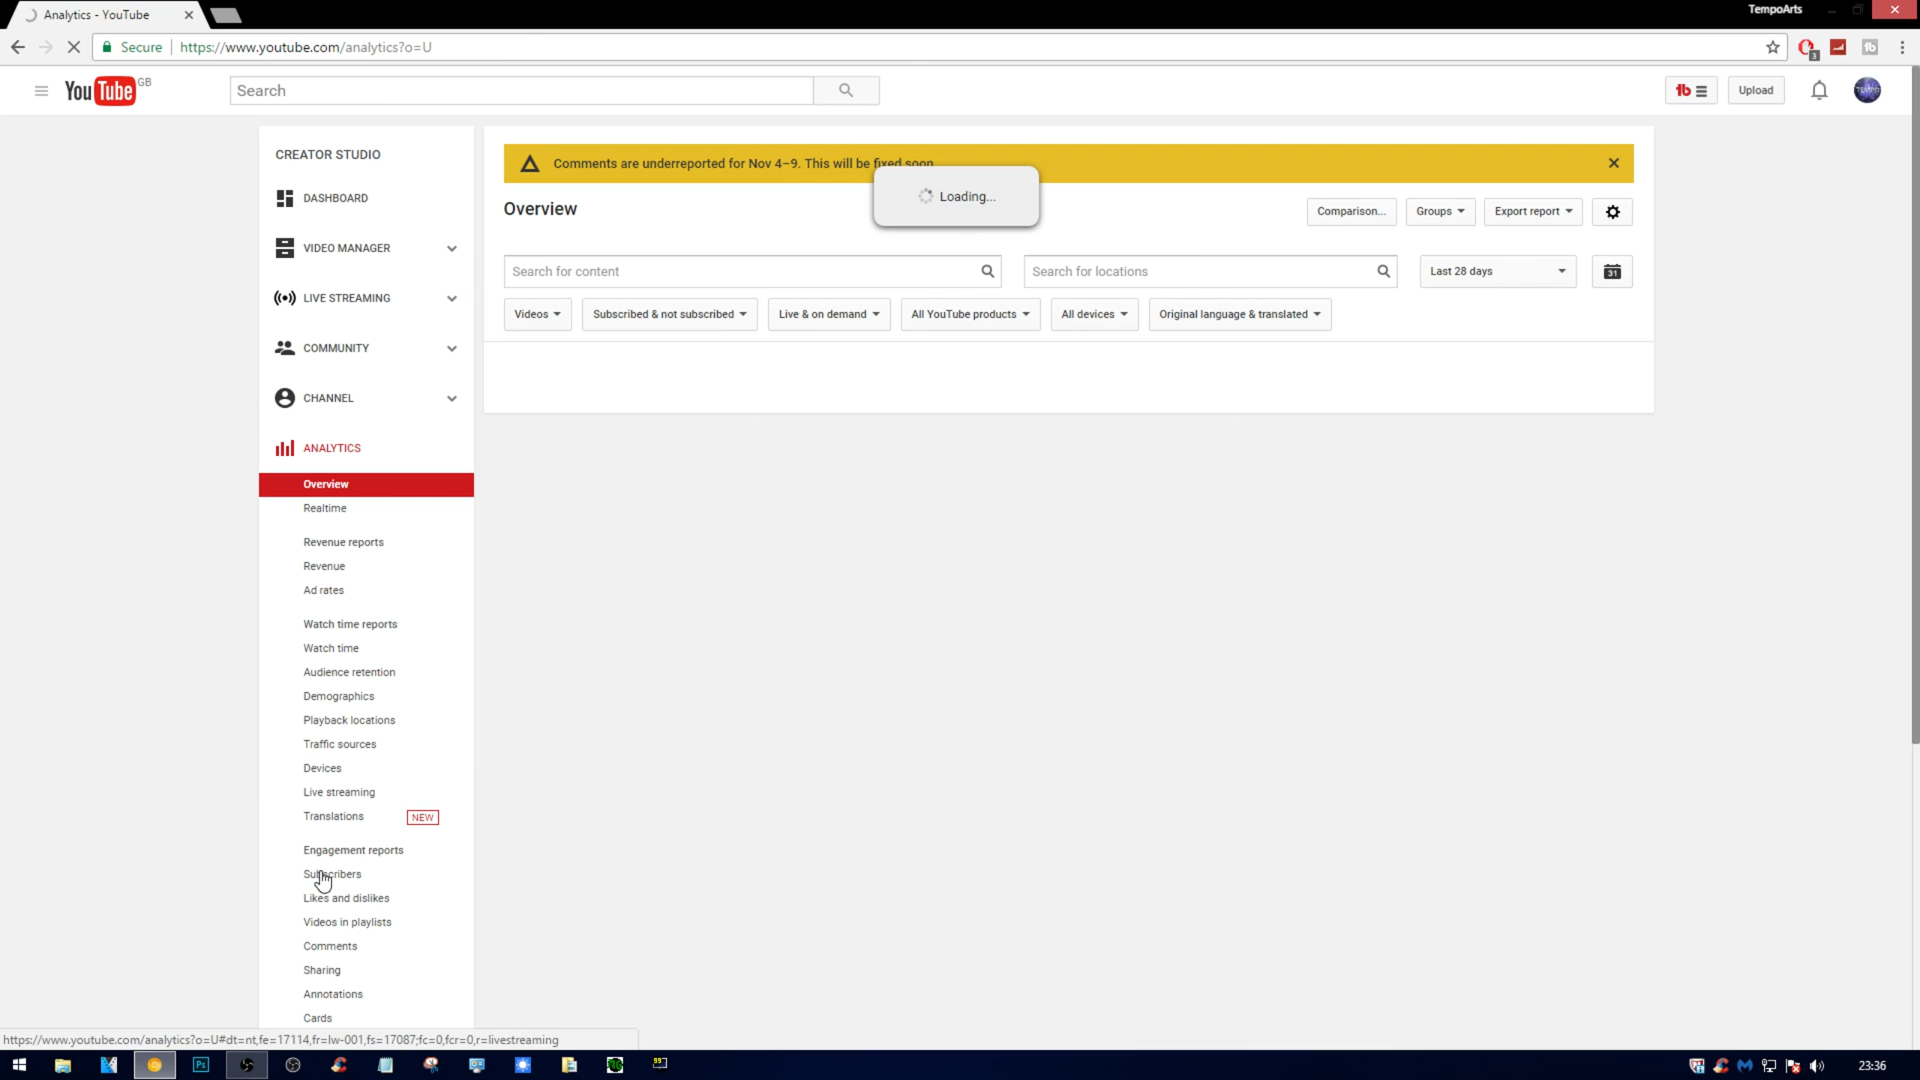 Analytics - YouTube
TempoArts
Secure https://www.youtube.com/analytics?o=U
3
YouTube GB
Search
Upload
CREATOR STUDIO
DASHBOARD
VIDEO MANAGER
LIVE STREAMING
COMMUNITY
CHANNEL
ANALYTICS
Overview
Realtime
Revenue reports
Revenue
Ad rates
Watch time reports
Watch time
Audience retention
Demographics
Playback locations
Traffic sources
Devices
Live streaming
Translations NEW
Engagement reports
Subscribers
Likes and dislikes
Videos in playlists
Comments
Sharing
Annotations
Cards
Comments are underreported for Nov 4–9. This will be fixed soon
Loading...
Overview
Comparison... Groups Export report
Search for content Search for locations Last 28 days 31
Videos Subscribed & not subscribed Live & on demand All YouTube products All devices Original language & translated
https://www.youtube.com/analytics?o=U#dt=nt,fe=17114,fr=lw-001,fs=17087;fc=0,fcr=0,r=livestreaming
Ps
99
23:36